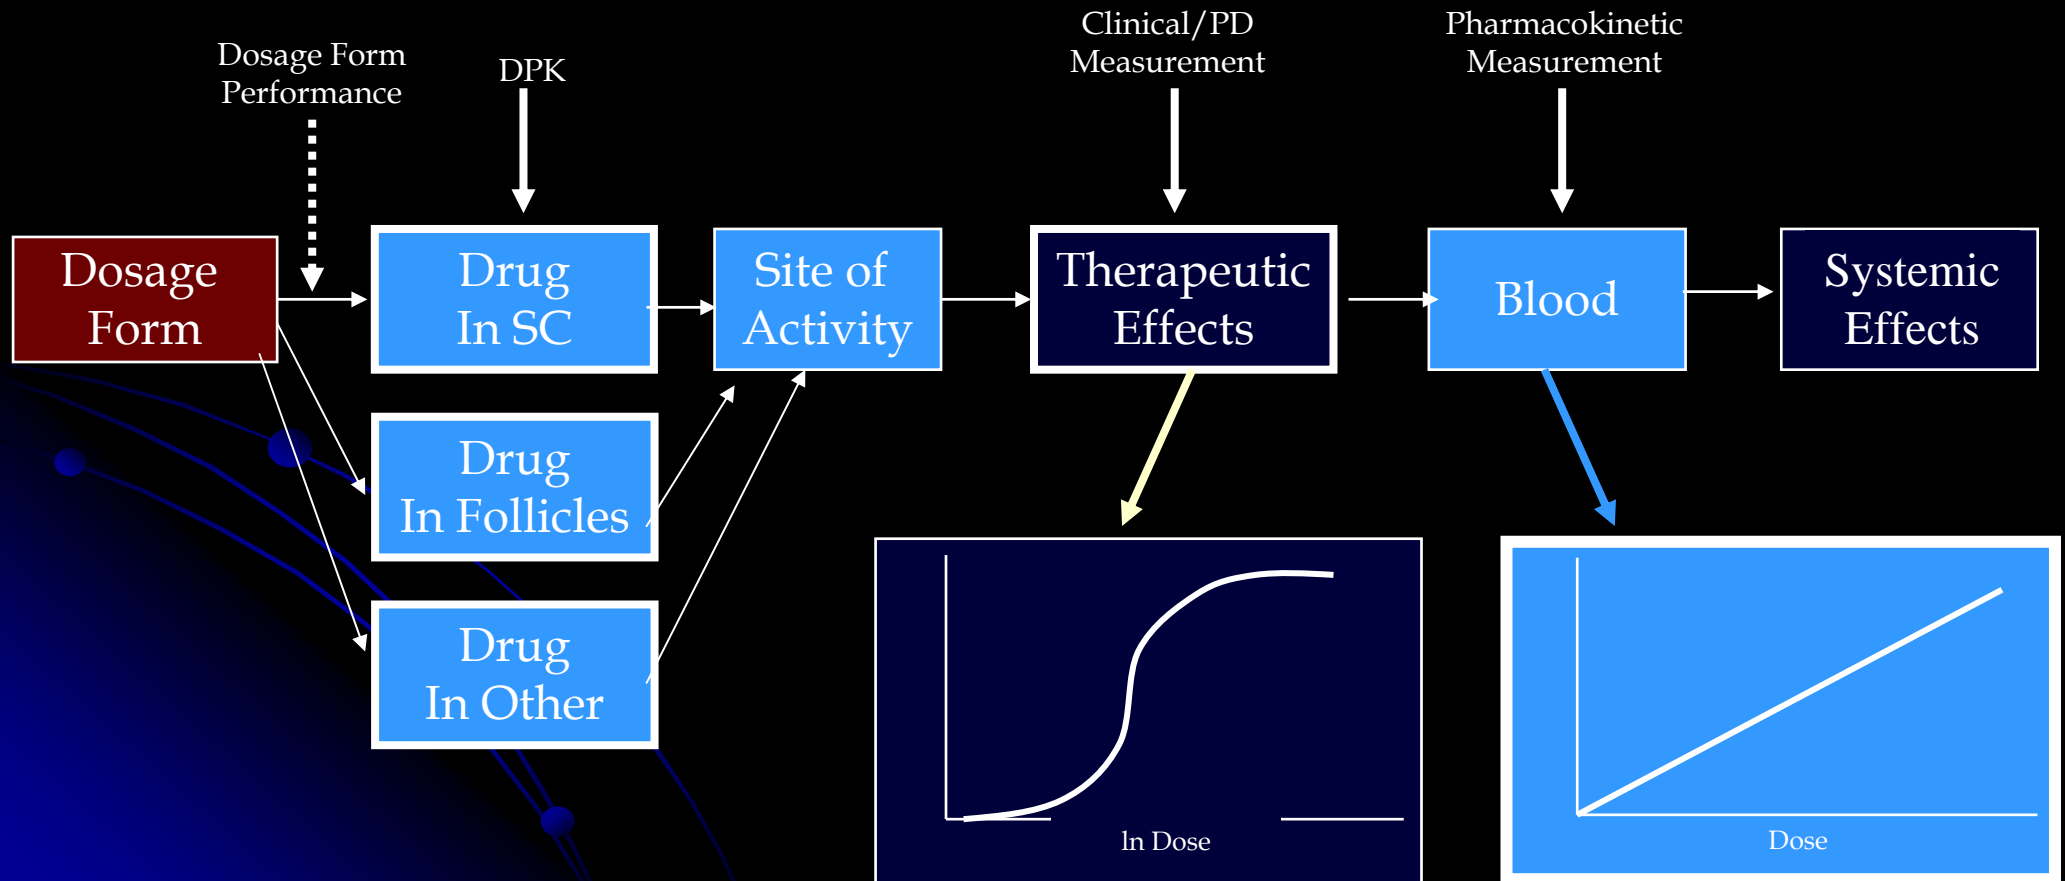 Dosage Form
Performance
DPK
Clinical/PD
Measurement
Pharmacokinetic
Measurement
Dosage
Form
Drug
In SC
Site of
Activity
Therapeutic
Effects
Blood
Systemic
Effects
Drug
In Follicles
Drug
In Other
ln Dose
Dose